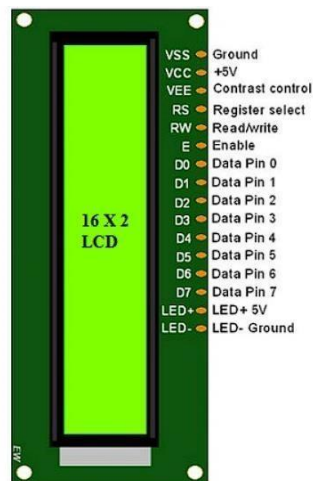 VSS Ground
VCC +5V
VEE Contrast control
RS Register select
RW Read/write
E Enable
D0 Data Pin 0
D1 Data Pin 1
D2 Data Pin 2
D3 Data Pin 3
D4 Data Pin 4
D5 Data Pin 5
D6 Data Pin 6
D7 Data Pin 7
LED+ LED+ 5V
LED- LED- Ground
16 X 2
LCD
EW